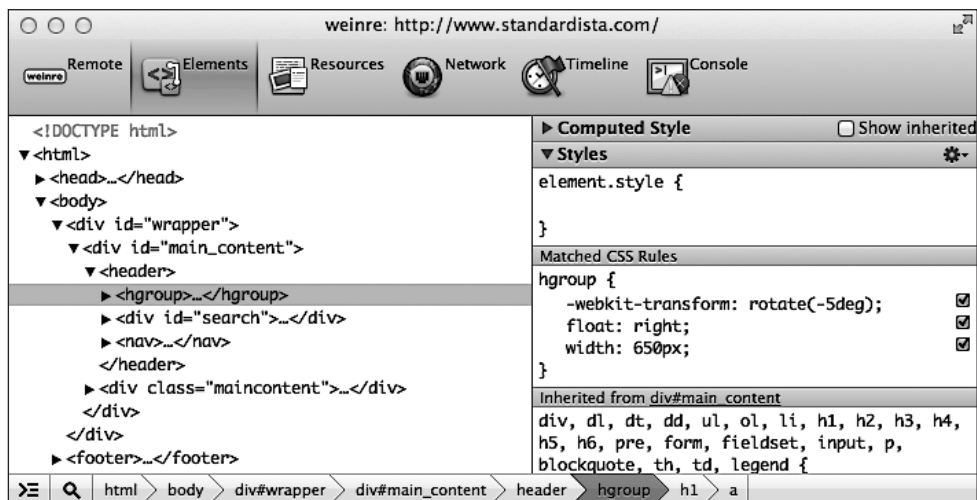 weinre: http://www.standardista.com/
weinre Remote Elements Resources Network Timeline Console
<!DOCTYPE html>
▼<html>
▶<head>…</head>
▼<body>
▼<div id="wrapper">
▼<div id="main_content">
▼<header>
▶<hgroup>…</hgroup>
▶<div id="search">…</div>
▶<nav>…</nav>
</header>
▶<div class="maincontent">…</div>
</div>
</div>
▶<footer>…</footer>
▶ Computed Style Show inherited
▼ Styles
element.style {
}
Matched CSS Rules
hgroup {
-webkit-transform: rotate(-5deg);
float: right;
width: 650px;
}
Inherited from div#main_content
div, dl, dt, dd, ul, ol, li, h1, h2, h3, h4,
h5, h6, pre, form, fieldset, input, p,
blockquote, th, td, legend {
html body div#wrapper div#main_content header hgroup h1 a